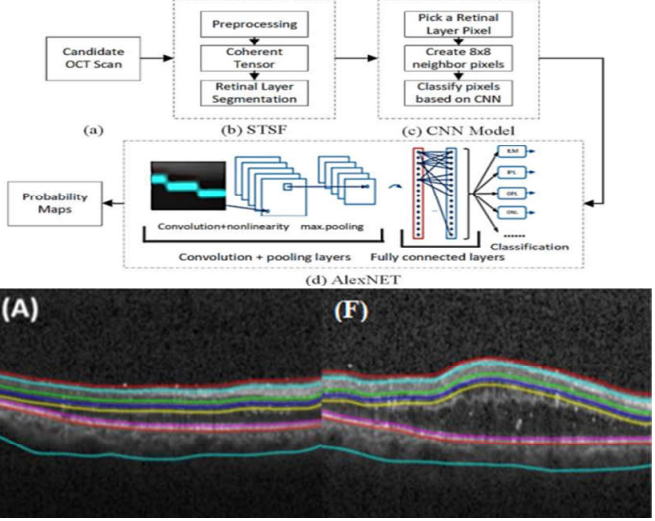 Candidate
OCT Scan
(a)
Preprocessing
Coherent
Tensor
Retinal Layer
Segmentation
(b) STSF
Pick a Retinal
Layer Pixel
Create 8x8
neighbor pixels
Classify pixels
based on CNN
(c) CNN Model
Probability
Maps
Convolution+nonlinearity max.pooling
Convolution + pooling layers
Fully connected layers
ILM
IPL
OPL
ONL
......
Classification
(d) AlexNET
(A)
(F)